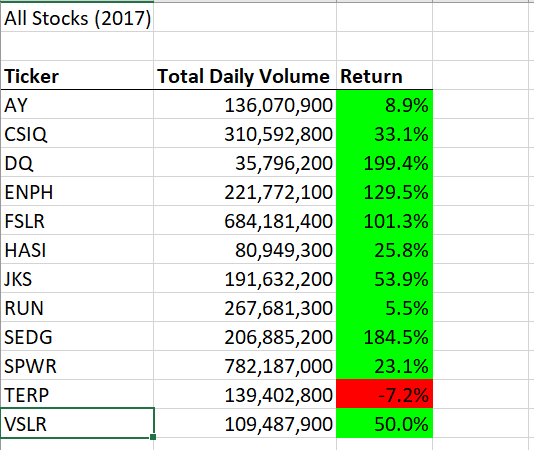 All Stocks (2017)
Ticker Total Daily Volume Return
AY 136,070,900 8.9%
CSIQ 310,592,800 33.1%
DQ 35,796,200 199.4%
ENPH 221,772,100 129.5%
FSLR 684,181,400 101.3%
HASI 80,949,300 25.8%
JKS 191,632,200 53.9%
RUN 267,681,300 5.5%
SEDG 206,885,200 184.5%
SPWR 782,187,000 23.1%
TERP 139,402,800 -7.2%
VSLR 109,487,900 50.0%